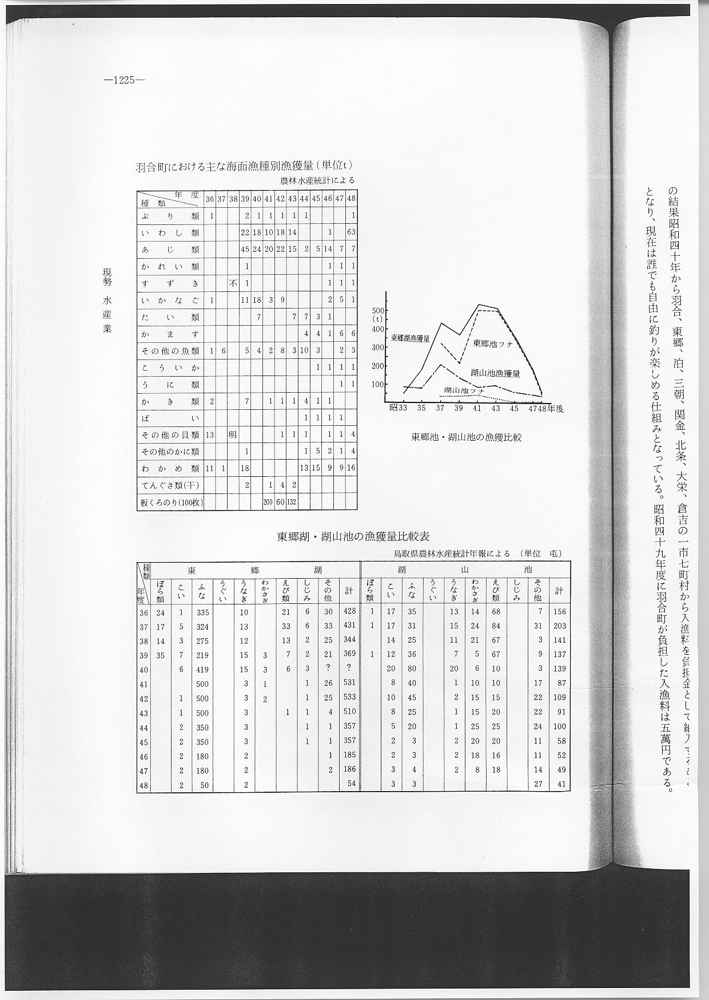 の結果昭和四十年から羽合、東郷、泊、三朝、関金、北条、大栄、倉吉の一市七町村から入漁料を負担金として
となり、現在は誰でも自由に釣りが楽しめる仕組みとなっている。昭和四十九年度に羽合町が負担した入漁料は五萬円である。
—1225—
現勢 水産業
羽合町における主な海面漁種別漁獲量(単位t)
農林水産統計による
年度 種類 36 37 38 39 40 41 42 43 44 45 46 47 48
ぶり類 1 2 1 1 1 1 1 1
いわし類 22 18 10 18 14 1 63
あじ類 45 24 20 22 15 2 5 14 7 7
かれい類 1 1 1 1
すずき 不 1 1 1 1
いかなご 1 11 18 3 9 2 5 1
たい類 7 7 7 3 1
かます 4 4 1 6 6
その他の魚類 1 6 5 4 2 8 3 10 3 2 3
こういか 1 1 1 1
うに類 1 1
かき類 2 7 1 1 1 4 1 1
ばい 1 1 1 1
その他の貝類 13 明 1 1 1 1 1 4
その他のかに類 1 1 5 2 1 4
わかめ類 11 1 18 13 15 9 9 16
てんぐさ類(干) 2 1 4 2
板くろのり(100枚) 200 60 132
500
(t)
400
300
200
100
東郷湖漁獲量
東郷池フナ
湖山池漁獲量
湖山池フナ
昭33 35 37 39 41 43 45 47 48年度
東郷池・湖山池の漁獲比較
東郷湖・湖山池の漁獲量比較表
鳥取県農林水産統計年報による (単位 屯)
種類 東郷湖 湖山池
年度 ぼら類 こい ふな うぐい うなぎ わかさぎ えび類 しじみ その他 計 ぼら類 こい ふな うぐい うなぎ わかさぎ えび類 しじみ その他 計
36 24 1 335 10 21 6 30 428 1 17 35 13 14 68 7 156
37 17 5 324 13 33 6 33 431 1 17 31 15 24 84 31 203
38 14 3 275 12 13 2 25 344 14 25 11 21 67 3 141
39 35 7 219 15 3 7 2 21 369 1 12 36 7 5 67 9 137
40 6 419 15 3 6 3 ? ? 20 80 20 6 10 3 139
41 500 3 1 1 26 531 8 40 1 10 10 17 87
42 1 500 3 2 1 25 533 10 45 2 15 15 22 109
43 1 500 3 1 1 4 510 8 25 1 15 20 22 91
44 2 350 3 1 1 357 5 20 1 25 25 24 100
45 2 350 3 1 1 357 2 3 2 20 20 11 58
46 2 180 2 1 185 2 3 2 18 16 11 52
47 2 180 2 2 186 3 4 2 8 18 14 49
48 2 50 2 54 3 3 27 41